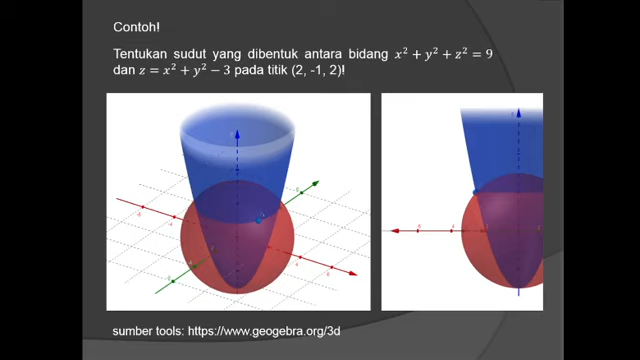 Contoh!
Tentukan sudut yang dibentuk antara bidang x² + y² + z² = 9
dan z = x² + y² − 3 pada titik (2, -1, 2)!
sumber tools: https://www.geogebra.org/3d